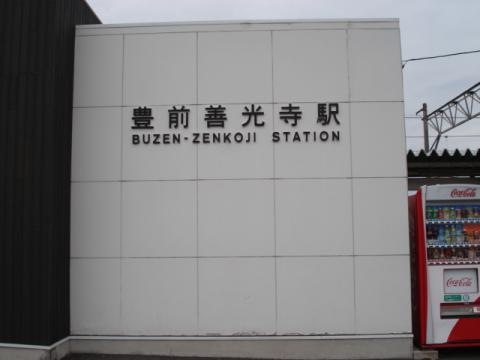 豊前善光寺駅
BUZEN-ZENKOJI STATION
Coca-Cola
Coca-Cola